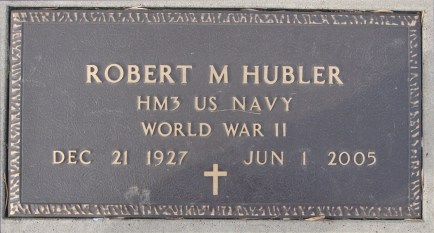 ROBERT M HUBLER
HM3 US NAVY
WORLD WAR II
DEC 21 1927 JUN 1 2005